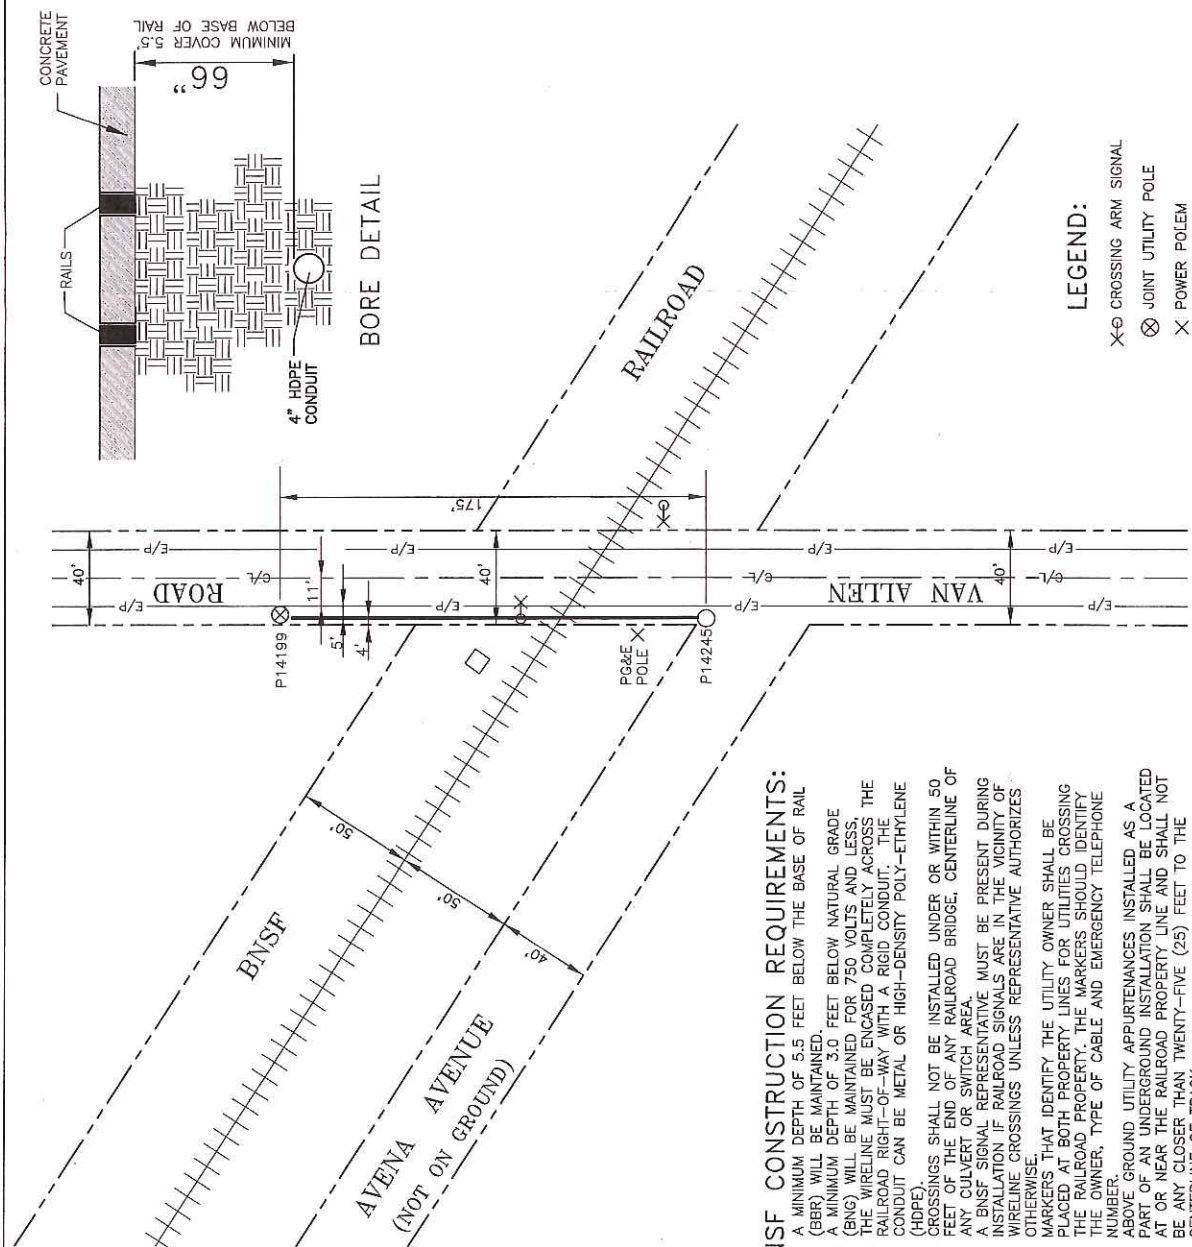 CONCRETE
PAVEMENT
RAILS
MINIMUM COVER 5.5'
BELOW BASE OF RAIL
66"
4" HDPE
CONDUIT
BORE DETAIL
40'
E/P
C/L
E/P
ROAD
11'
5'
4'
P14199
175'
E/P
E/P
40'
RAILROAD
PG&E
POLE
P14245
E/P
C/L
E/P
VAN ALLEN
40'
E/P
C/L
E/P
BNSF
50'
50'
40'
AVENA AVENUE
(NOT ON GROUND)
LEGEND:
CROSSING ARM SIGNAL
JOINT UTILITY POLE
POWER POLEM
NSF CONSTRUCTION REQUIREMENTS:
A MINIMUM DEPTH OF 5.5 FEET BELOW THE BASE OF RAIL
(BBR) WILL BE MAINTAINED.
A MINIMUM DEPTH OF 3.0 FEET BELOW NATURAL GRADE
(BNG) WILL BE MAINTAINED FOR 750 VOLTS AND LESS,
THE WIRELINE MUST BE ENCASED COMPLETELY ACROSS THE
RAILROAD RIGHT-OF-WAY WITH A RIGID CONDUIT. THE
CONDUIT CAN BE METAL OR HIGH-DENSITY POLY-ETHYLENE
(HDPE).
CROSSINGS SHALL NOT BE INSTALLED UNDER OR WITHIN 50
FEET OF THE END OF ANY RAILROAD BRIDGE, CENTERLINE OF
ANY CULVERT OR SWITCH AREA.
A BNSF SIGNAL REPRESENTATIVE MUST BE PRESENT DURING
INSTALLATION IF RAILROAD SIGNALS ARE IN THE VICINITY OF
WIRELINE CROSSINGS UNLESS REPRESENTATIVE AUTHORIZES
OTHERWISE.
MARKERS THAT IDENTIFY THE UTILITY OWNER SHALL BE
PLACED AT BOTH PROPERTY LINES FOR UTILITIES CROSSING
THE RAILROAD PROPERTY. THE MARKERS SHOULD IDENTIFY
THE OWNER, TYPE OF CABLE AND EMERGENCY TELEPHONE
NUMBER.
ABOVE GROUND UTILITY APPURTENANCES INSTALLED AS A
PART OF AN UNDERGROUND INSTALLATION SHALL BE LOCATED
AT OR NEAR THE RAILROAD PROPERTY LINE AND SHALL NOT
BE ANY CLOSER THAN TWENTY-FIVE (25) FEET TO THE